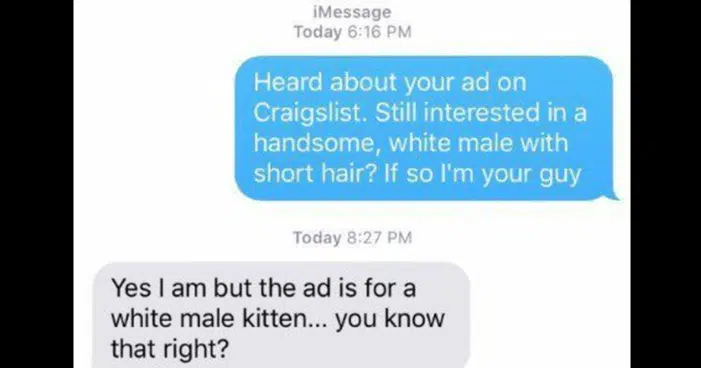 iMessage
Today 6:16 PM
Heard about your ad on
Craigslist. Still interested in a
handsome, white male with
short hair? If so I'm your guy
Today 8:27 PM
Yes I am but the ad is for a
white male kitten... you know
that right?